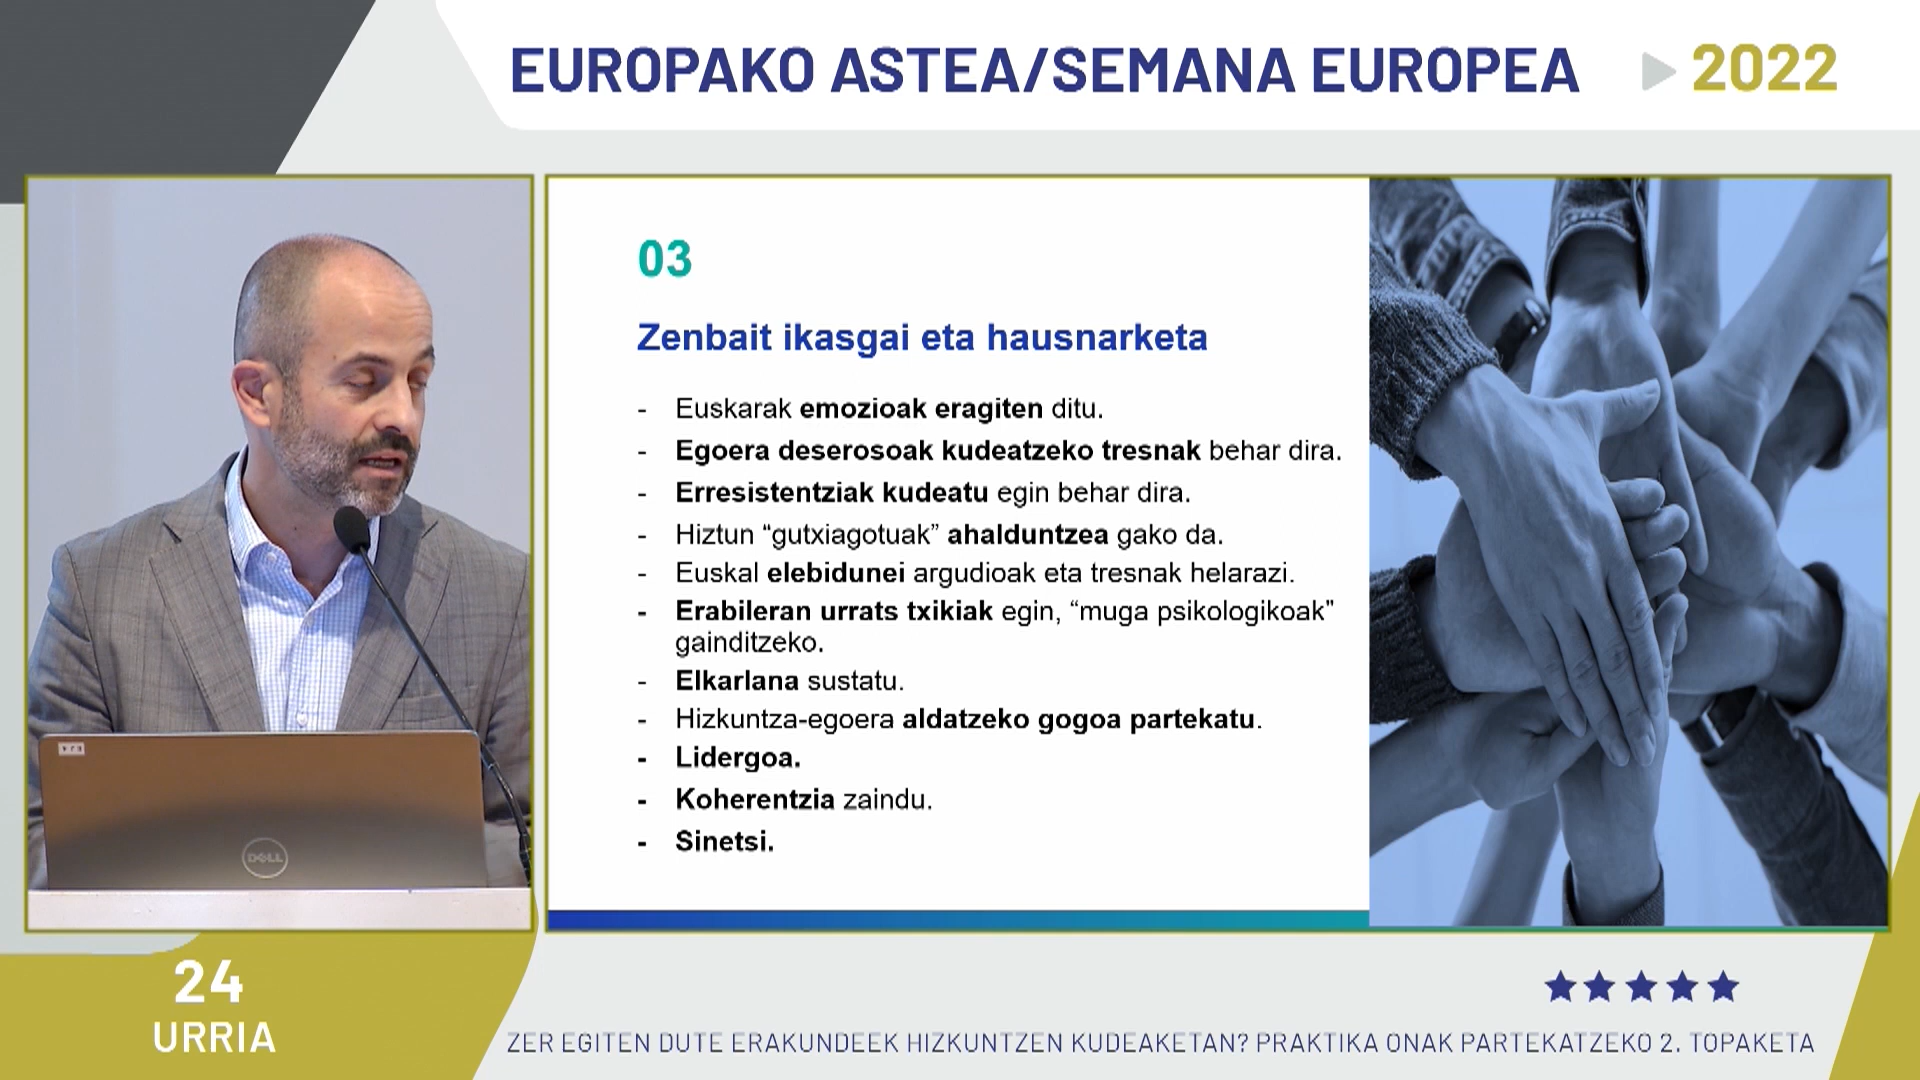 EUROPAKO ASTEA/SEMANA EUROPEA 2022
03
Zenbait ikasgai eta hausnarketa
- Euskarak emozioak eragiten ditu.
- Egoera deserosoak kudeatzeko tresnak behar dira.
- Erresistentziak kudeatu egin behar dira.
- Hiztun “gutxiagotuak” ahalduntzea gako da.
- Euskal elebidunei argudioak eta tresnak helarazi.
- Erabileran urrats txikiak egin, “muga psikologikoak"
gainditzeko.
- Elkarlana sustatu.
- Hizkuntza-egoera aldatzeko gogoa partekatu.
- Lidergoa.
- Koherentzia zaindu.
- Sinetsi.
DELL
24
URRIA
ZER EGITEN DUTE ERAKUNDEEK HIZKUNTZEN KUDEAKETAN? PRAKTIKA ONAK PARTEKATZEKO 2. TOPAKETA